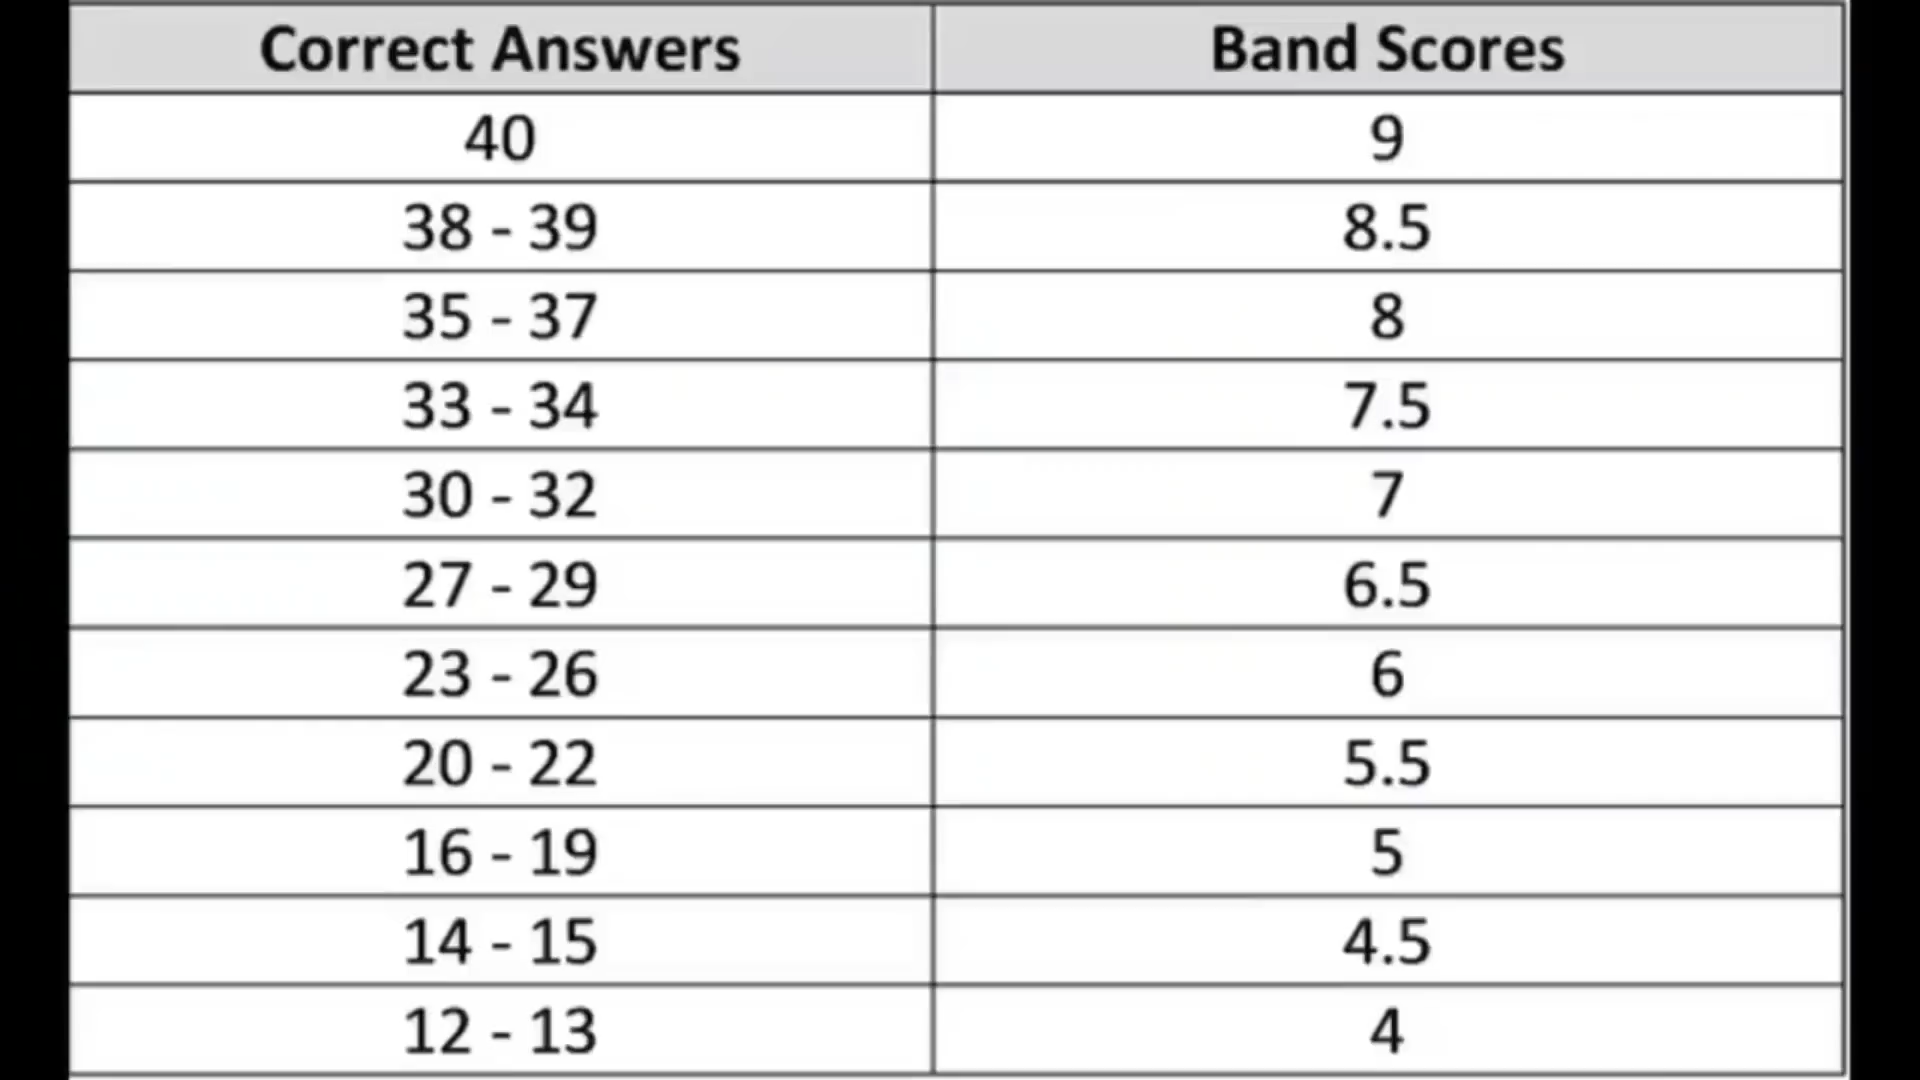 Correct Answers Band Scores
40 9
38 - 39 8.5
35 - 37 8
33 - 34 7.5
30 - 32 7
27 - 29 6.5
23 - 26 6
20 - 22 5.5
16 - 19 5
14 - 15 4.5
12 - 13 4